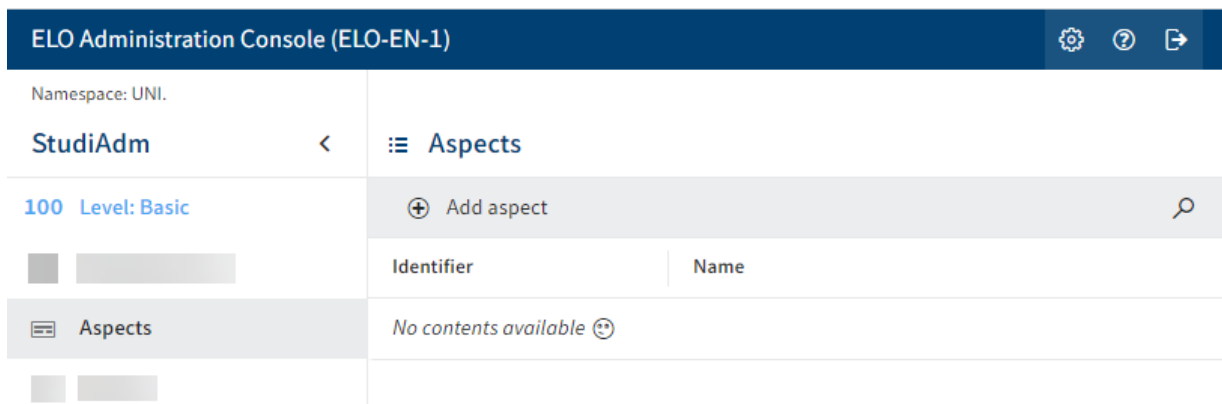 ELO Administration Console (ELO-EN-1)
Namespace: UNI.
StudiAdm
Aspects
100 Level: Basic
Add aspect
Identifier Name
Aspects
No contents available